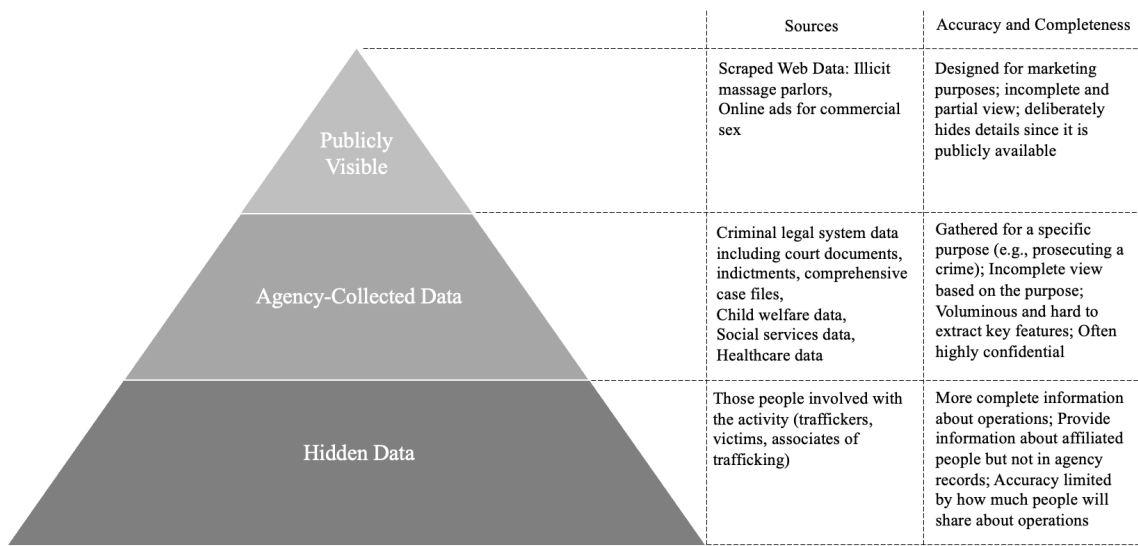 Sources
Accuracy and Completeness
Publicly
Visible
Scraped Web Data: Illicit
massage parlors,
Online ads for commercial
sex
Designed for marketing
purposes; incomplete and
partial view; deliberately
hides details since it is
publicly available
Agency-Collected Data
Criminal legal system data
including court documents,
indictments, comprehensive
case files,
Child welfare data,
Social services data,
Healthcare data
Gathered for a specific
purpose (e.g., prosecuting a
crime); Incomplete view
based on the purpose;
Voluminous and hard to
extract key features; Often
highly confidential
Hidden Data
Those people involved with
the activity (traffickers,
victims, associates of
trafficking)
More complete information
about operations; Provide
information about affiliated
people but not in agency
records; Accuracy limited
by how much people will
share about operations